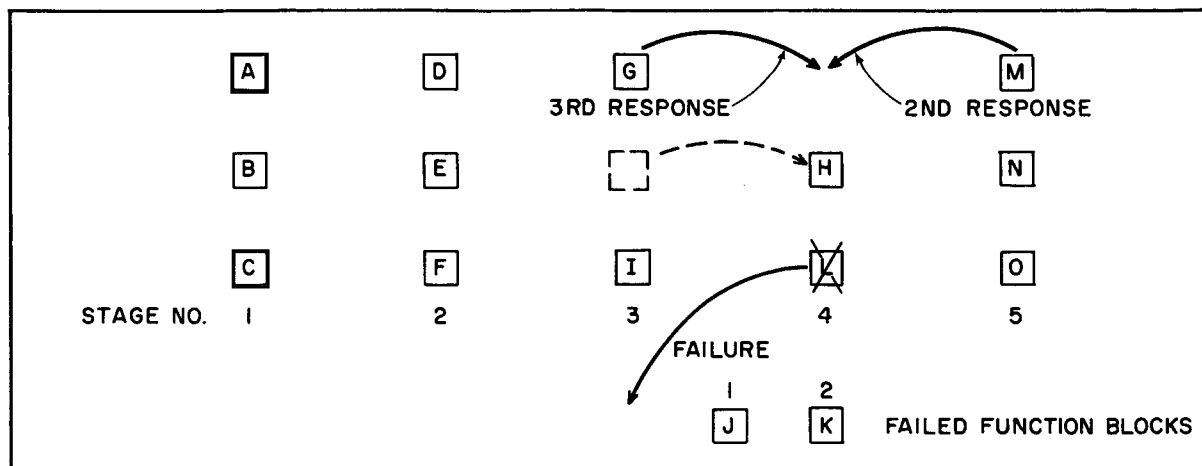 A D G M
3RD RESPONSE 2ND RESPONSE
B E H N
C F I L O
STAGE NO. 1 2 3 4 5
FAILURE
1 2
J K FAILED FUNCTION BLOCKS